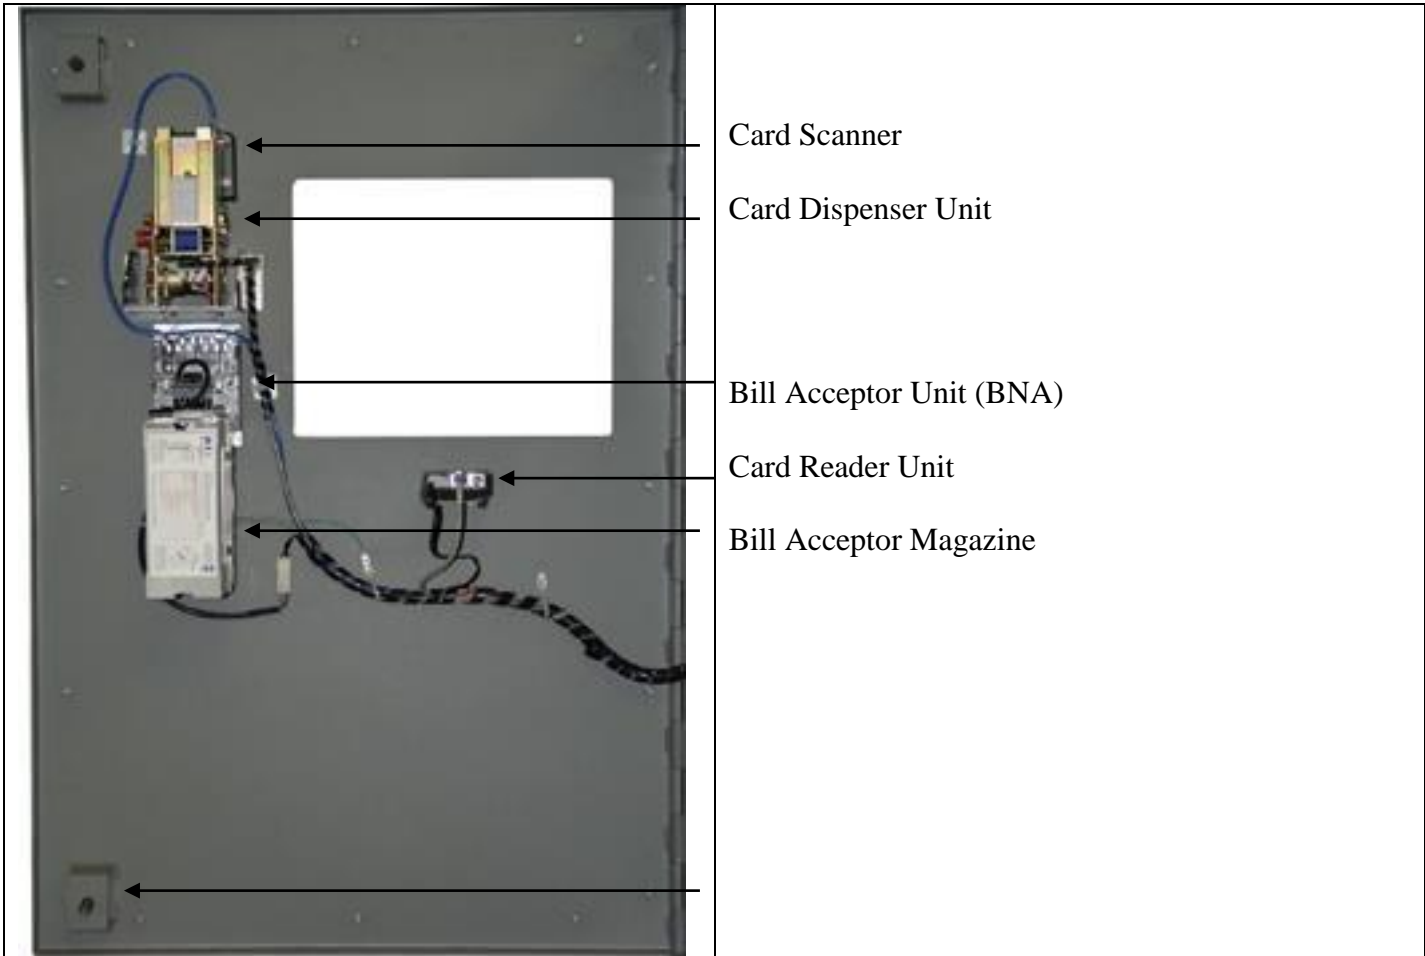 Card Scanner
Card Dispenser Unit
Bill Acceptor Unit (BNA)
Card Reader Unit
Bill Acceptor Magazine